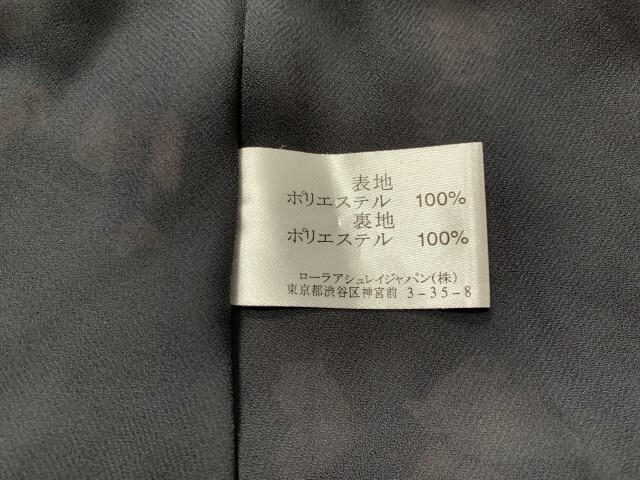 表地
ポリエステル 100%
裏地
ポリエステル 100%
ローラアシュレイジャパン(株)
東京都渋谷区神宮前 3-35-8